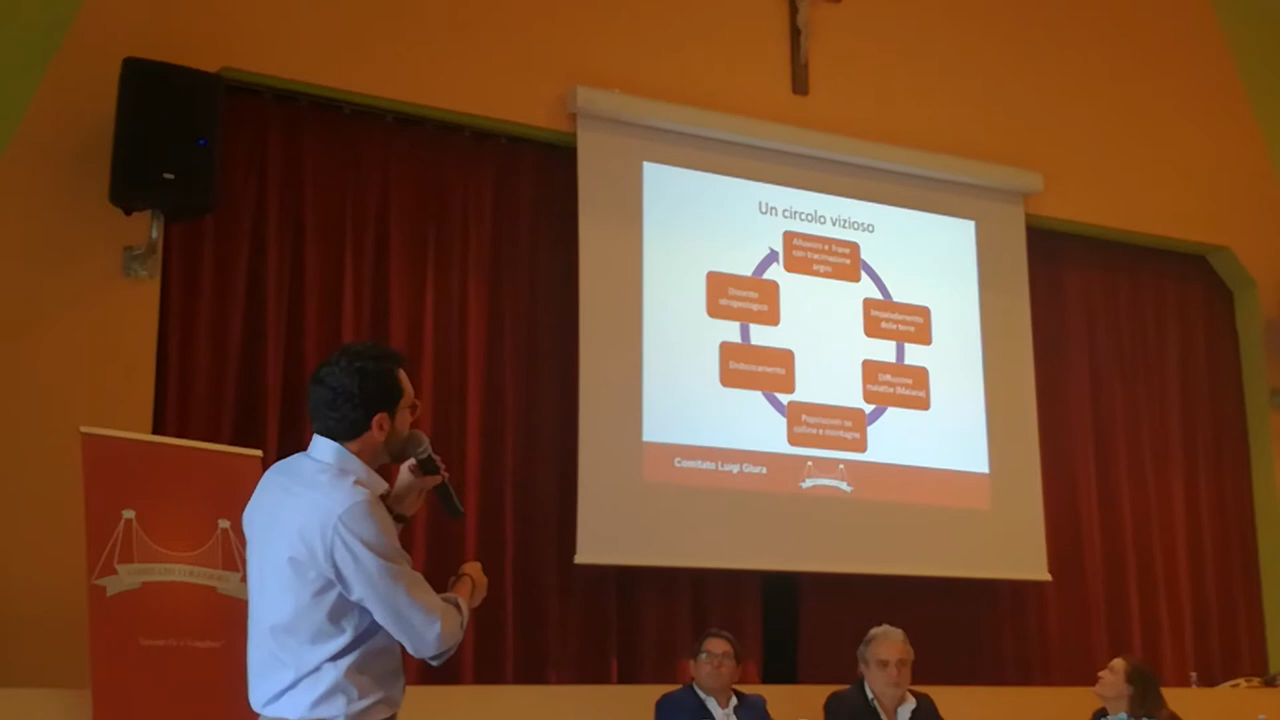 Un circolo vizioso
Alluvioni e frane
con tracimazione
argini
Dissesto
idrogeologico
Impaludamento
delle terre
Disboscamento
Diffusione
malattie (Malaria)
Popolazioni su
colline e montagne
Comitato Luigi Giura